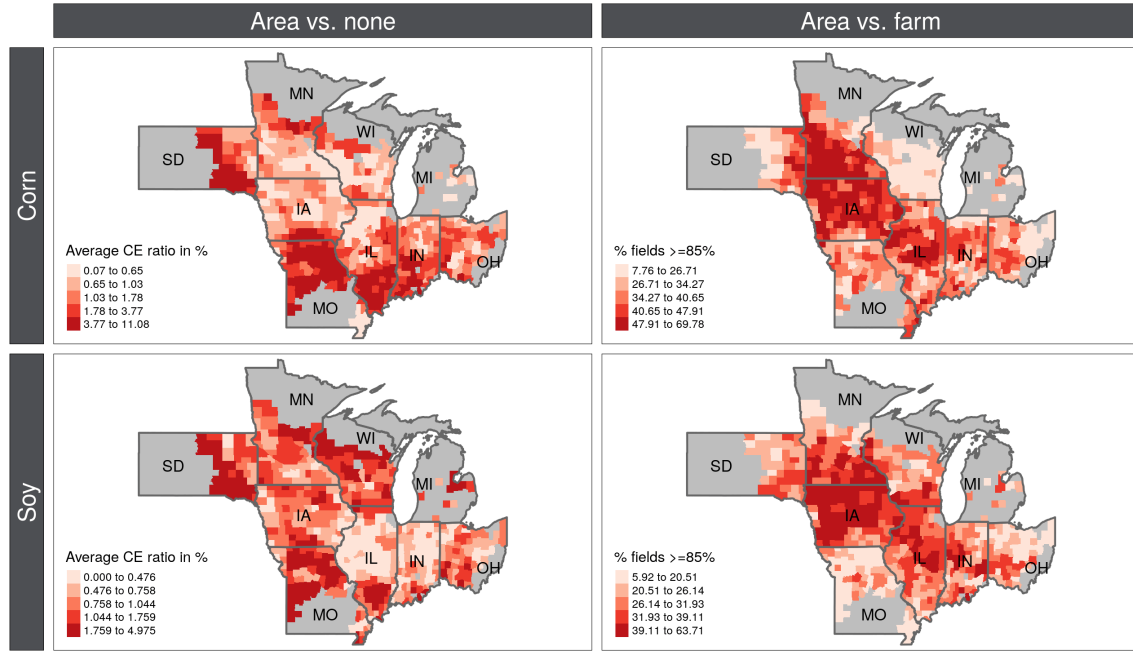 Area vs. none
Area vs. farm
Corn
MN
WI
SD
MI
IA
IL
IN
OH
MO
Average CE ratio in %
0.07 to 0.65
0.65 to 1.03
1.03 to 1.78
1.78 to 3.77
3.77 to 11.08
MN
WI
SD
MI
IA
IL
IN
OH
MO
% fields >=85%
7.76 to 26.71
26.71 to 34.27
34.27 to 40.65
40.65 to 47.91
47.91 to 69.78
Soy
MN
WI
SD
MI
IA
IL
IN
OH
MO
Average CE ratio in %
0.000 to 0.476
0.476 to 0.758
0.758 to 1.044
1.044 to 1.759
1.759 to 4.975
MN
WI
SD
MI
IA
IL
IN
OH
MO
% fields >=85%
5.92 to 20.51
20.51 to 26.14
26.14 to 31.93
31.93 to 39.11
39.11 to 63.71